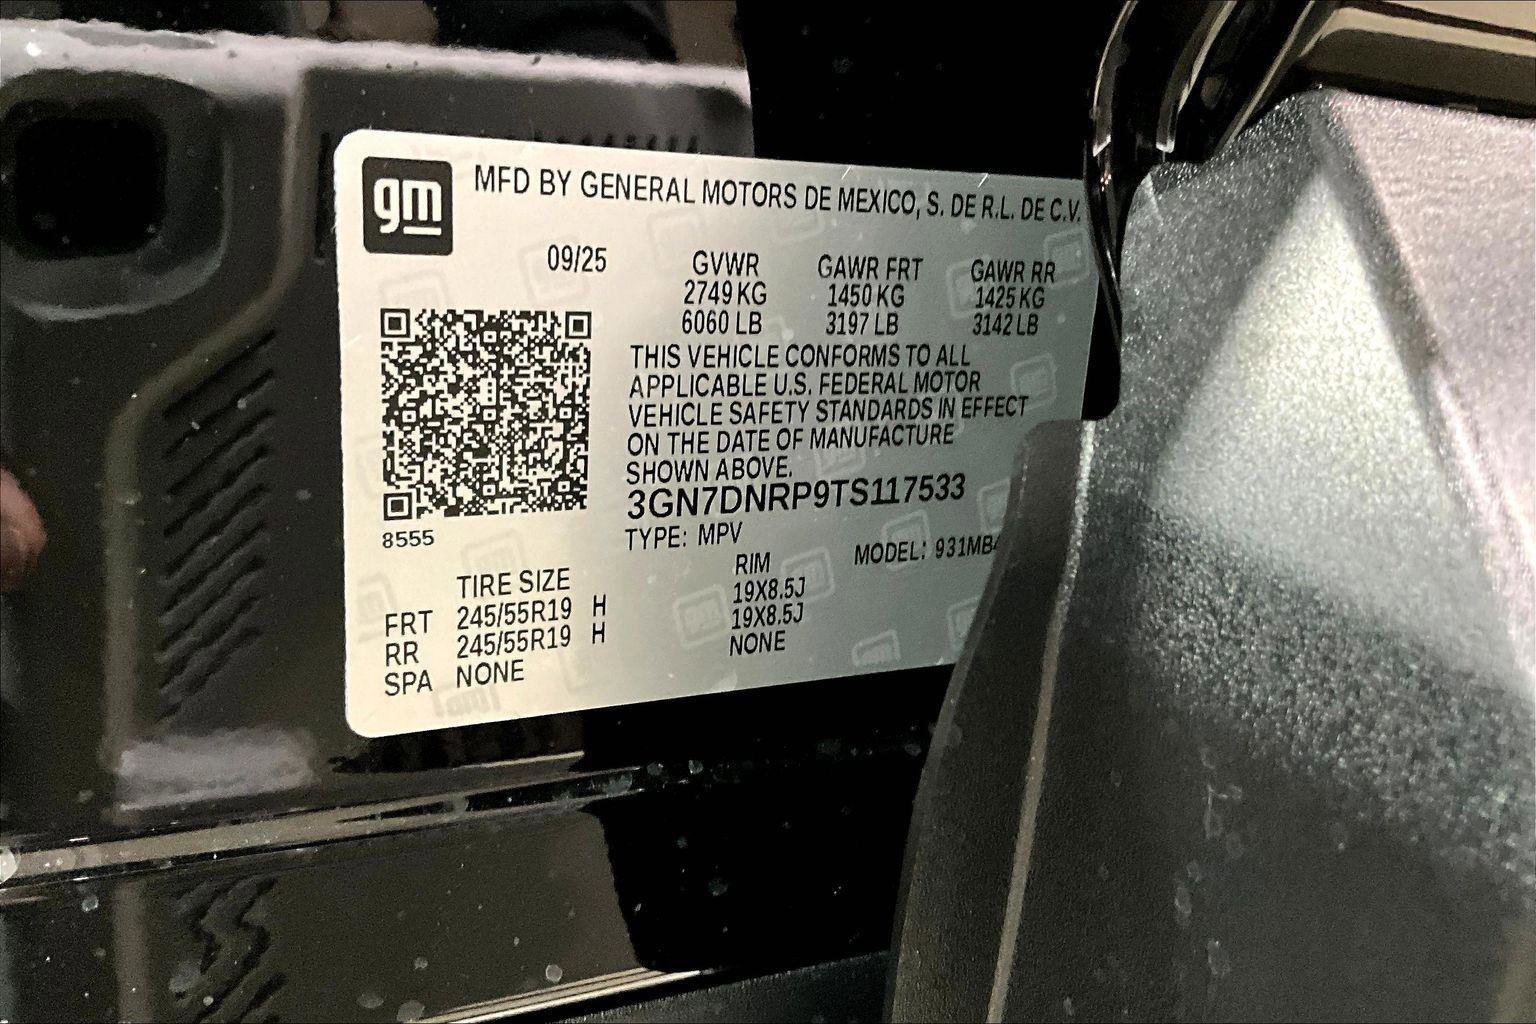 gm
MFD BY GENERAL MOTORS DE MEXICO, S. DE R.L. DE C.V.
09/25 GVWR GAWR FRT GAWR RR
2749 KG 1450 KG 1425 KG
6060 LB 3197 LB 3142 LB
THIS VEHICLE CONFORMS TO ALL
APPLICABLE U.S. FEDERAL MOTOR
VEHICLE SAFETY STANDARDS IN EFFECT
ON THE DATE OF MANUFACTURE
SHOWN ABOVE.
3GN7DNRP9TS117533
8555
TYPE: MPV MODEL: 931MB4
TIRE SIZE RIM
FRT 245/55R19 H 19X8.5J
RR 245/55R19 H 19X8.5J
SPA NONE NONE